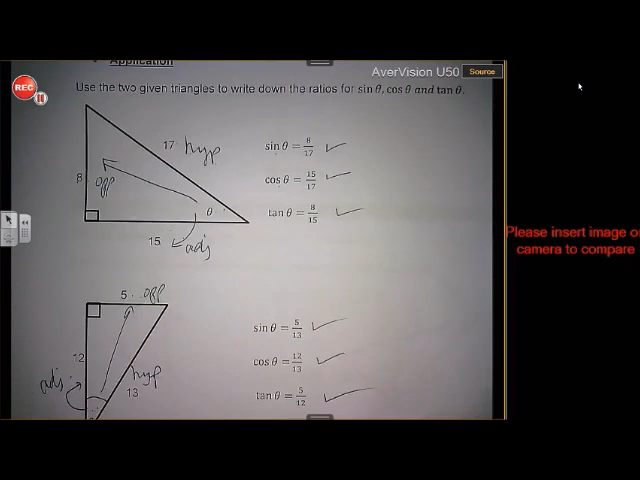 Application
AverVision U50
Source
REC
Use the two given triangles to write down the ratios for sin θ, cos θ and tan θ.
17 hyp
sin θ = 8/17
8 opp
cos θ = 15/17
θ
tan θ = 8/15
15 adj
Please insert image o
camera to compare
5 opp
sin θ = 5/13
12
cos θ = 12/13
adj
hyp
13
tan θ = 5/12